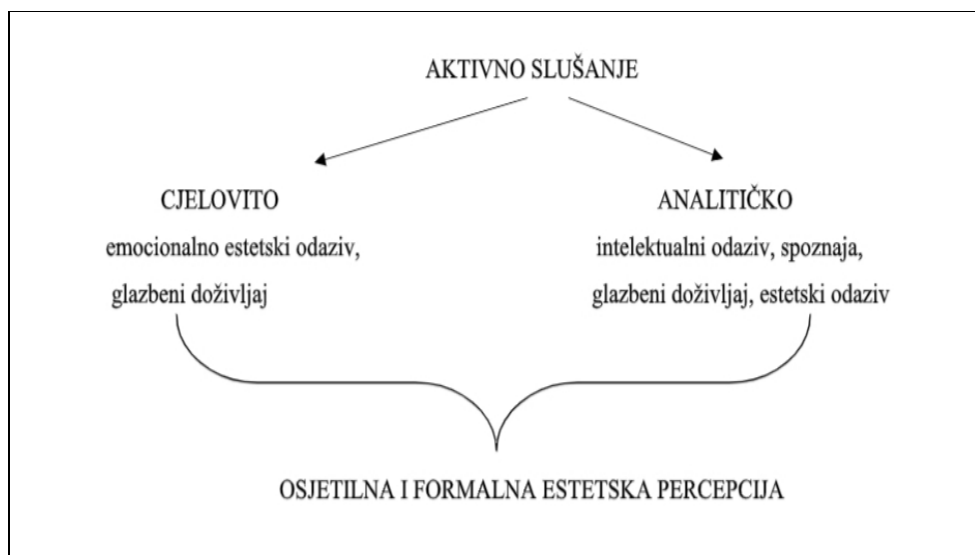 AKTIVNO SLUŠANJE
CJELOVITO
emocionalno estetski odaziv,
glazbeni doživljaj
ANALITIČKO
intelektualni odaziv, spoznaja,
glazbeni doživljaj, estetski odaziv
OSJETILNA I FORMALNA ESTETSKA PERCEPCIJA